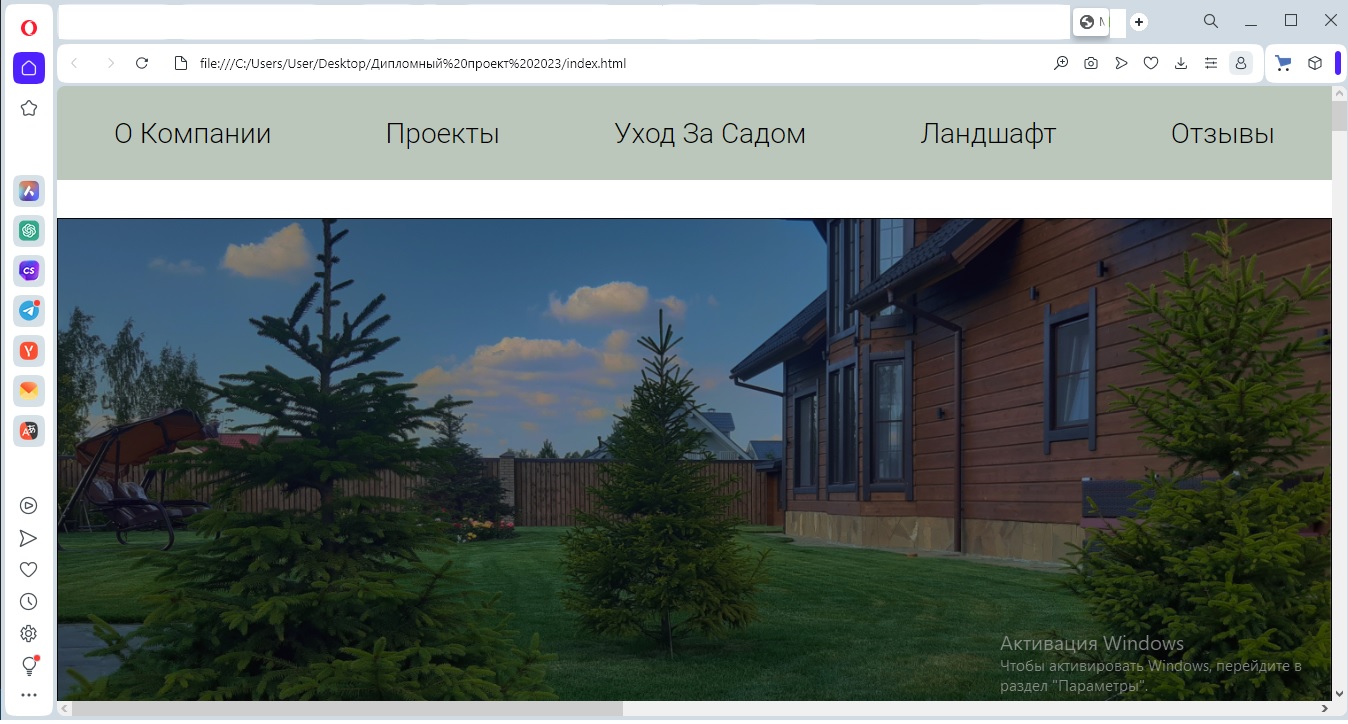 file:///C:/Users/User/Desktop/Дипломный%20проект%202023/index.html
О Компании Проекты Уход За Садом Ландшафт Отзывы
CS
Активация Windows
Чтобы активировать Windows, перейдите в
раздел "Параметры".